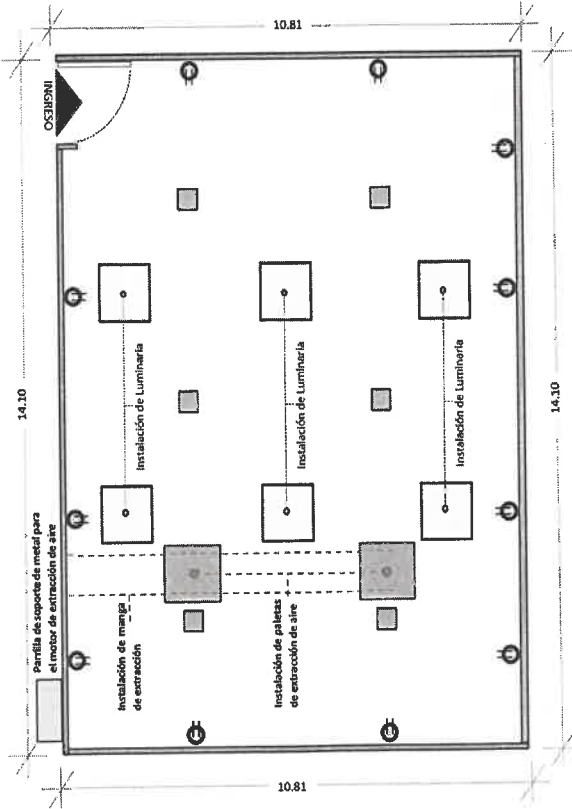 10.81
INGRESO
14.10
14.10
Instalación de Luminaria
Instalación de Luminaria
Instalación de Luminaria
Parrilla de soporte de metal para
el motor de extracción de aire
Instalación de manga
de extracción
Instalación de paletas
de extracción de aire
10.81